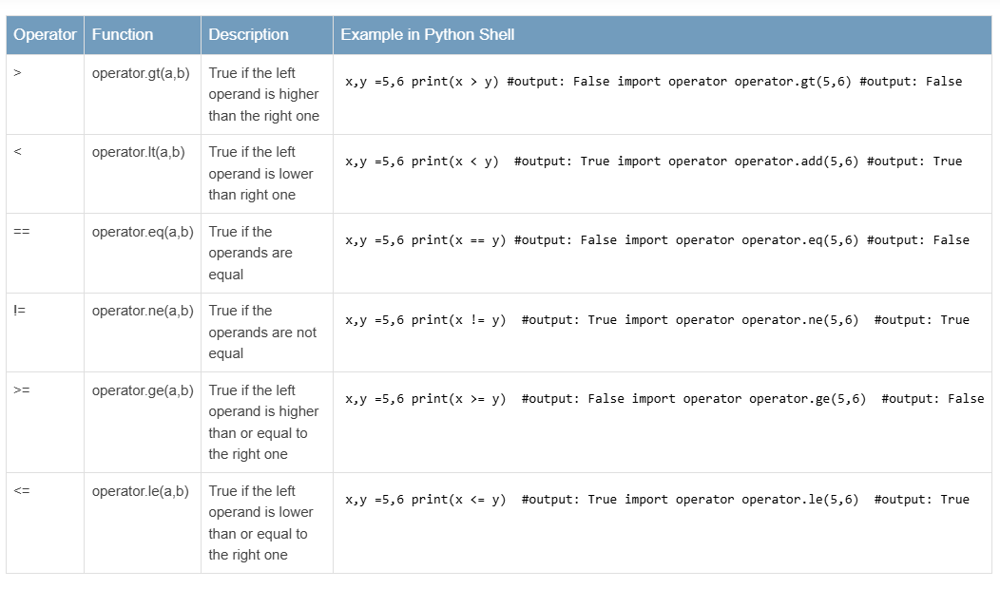 Operator Function Description Example in Python Shell
> operator.gt(a,b) True if the left
operand is higher
than the right one
x,y =5,6 print(x > y) #output: False import operator operator.gt(5,6) #output: False
< operator.lt(a,b) True if the left
operand is lower
than right one
x,y =5,6 print(x < y)  #output: True import operator operator.add(5,6) #output: True
== operator.eq(a,b) True if the
operands are
equal
x,y =5,6 print(x == y) #output: False import operator operator.eq(5,6) #output: False
!= operator.ne(a,b) True if the
operands are not
equal
x,y =5,6 print(x != y)  #output: True import operator operator.ne(5,6)  #output: True
>= operator.ge(a,b) True if the left
operand is higher
than or equal to
the right one
x,y =5,6 print(x >= y)  #output: False import operator operator.ge(5,6)  #output: False
<= operator.le(a,b) True if the left
operand is lower
than or equal to
the right one
x,y =5,6 print(x <= y)  #output: True import operator operator.le(5,6)  #output: True